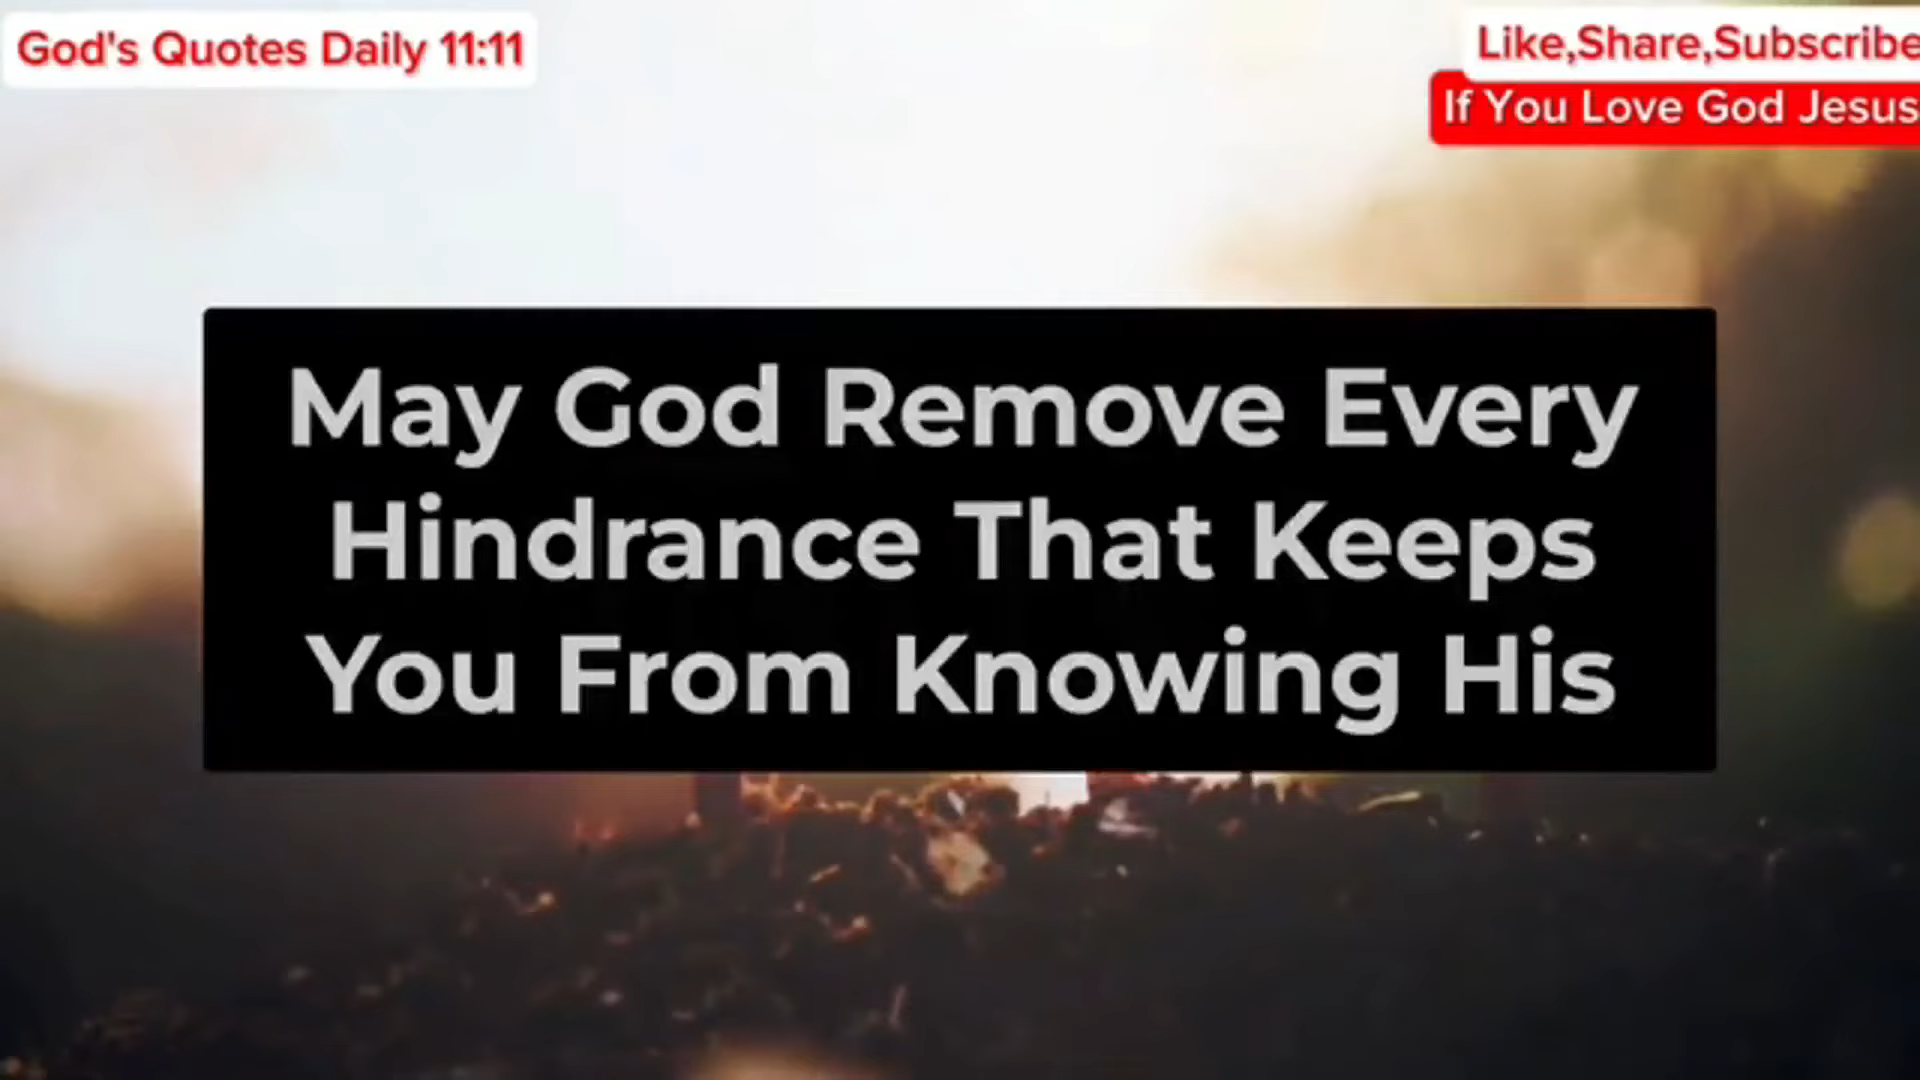 God's Quotes Daily 11:11
Like,Share,Subscribe
If You Love God Jesus
May God Remove Every
Hindrance That Keeps
You From Knowing His